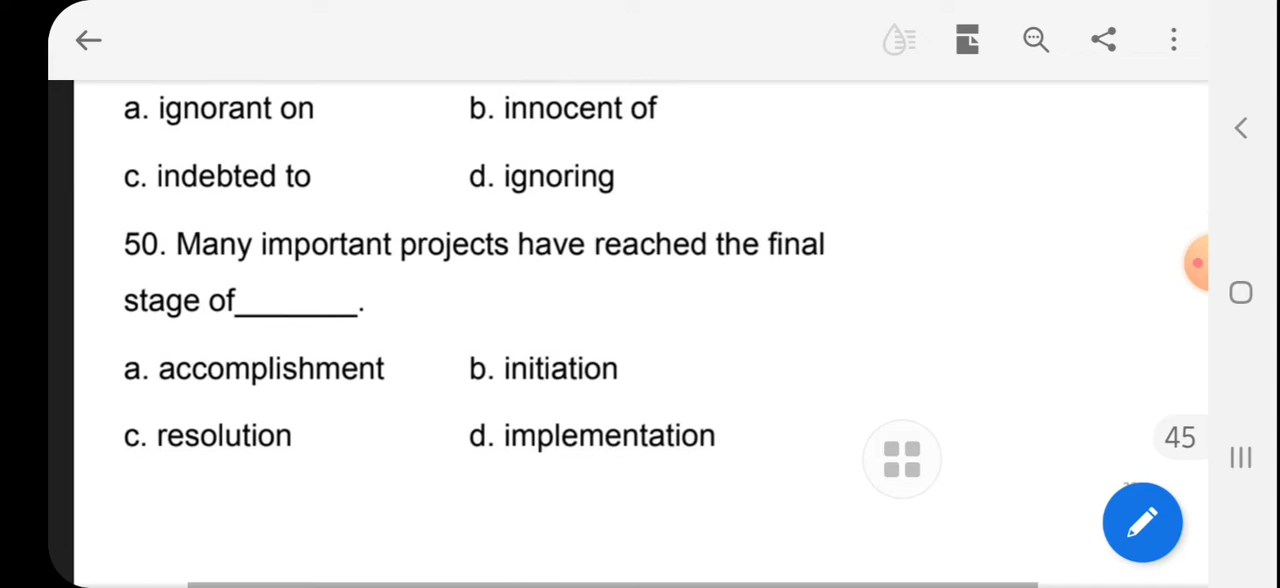 a. ignorant on b. innocent of
c. indebted to d. ignoring
50. Many important projects have reached the final
stage of_______.
a. accomplishment b. initiation
c. resolution d. implementation
45